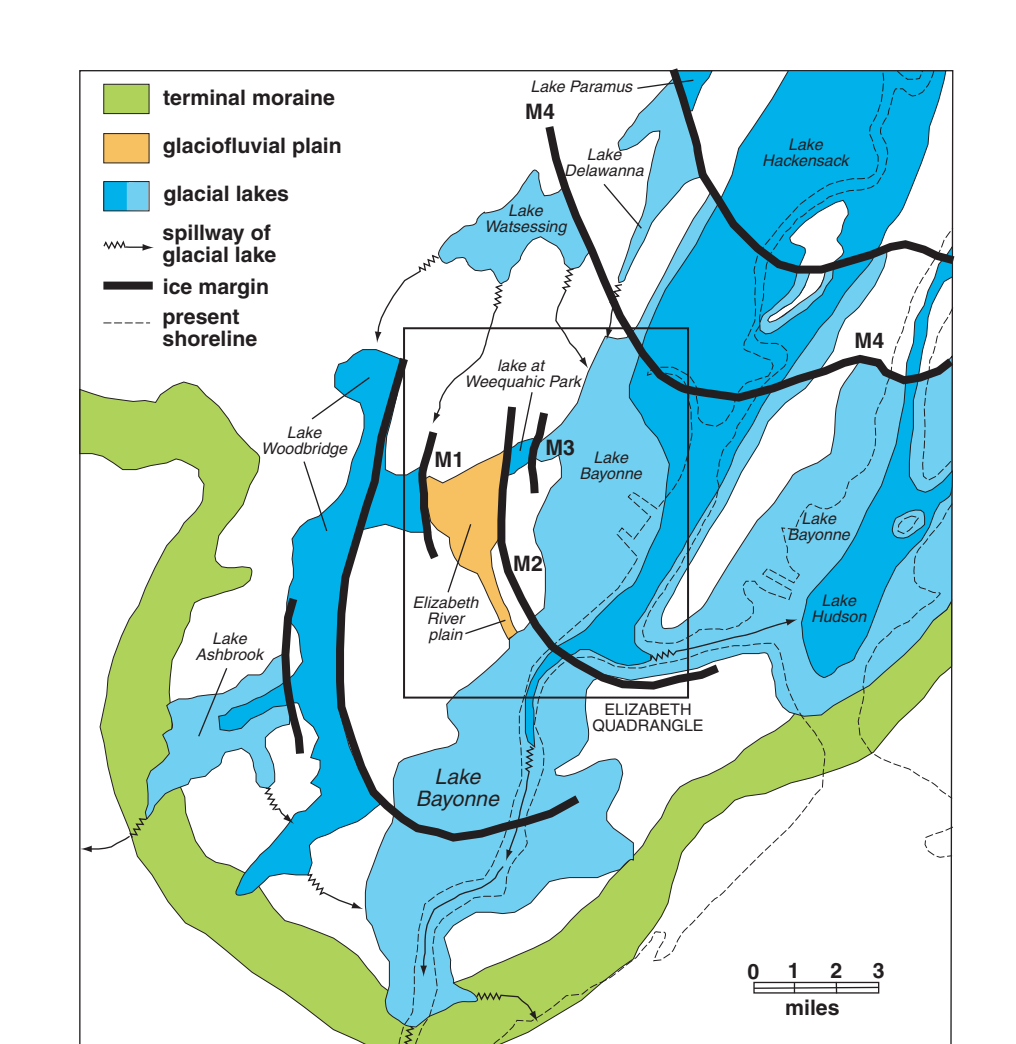 terminal moraine
glaciofluvial plain
glacial lakes
spillway of
glacial lake
ice margin
present
shoreline
Lake Paramus
M4
Lake
Delawanna
Lake
Hackensack
Lake
Watsessing
M4
lake at
Weequahic Park
Lake
Woodbridge
M1
M3
Lake
Bayonne
Lake
Bayonne
M2
Elizabeth
River
plain
Lake
Hudson
Lake
Ashbrook
ELIZABETH
QUADRANGLE
Lake
Bayonne
0 1 2 3
miles